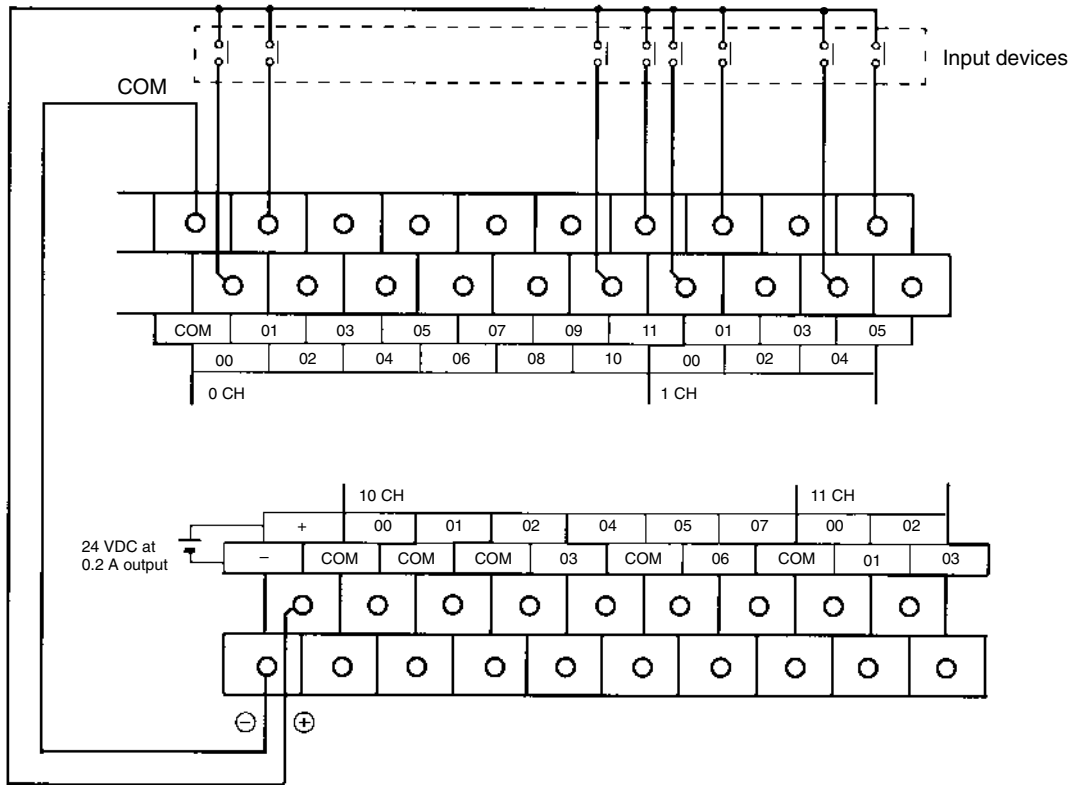 Input devices
COM
COM 01 03 05 07 09 11 01 03 05
00 02 04 06 08 10 00 02 04
0 CH 1 CH
10 CH 11 CH
+ 00 01 02 04 05 07 00 02
24 VDC at
0.2 A output
− COM COM COM 03 COM 06 COM 01 03
⊖ ⊕